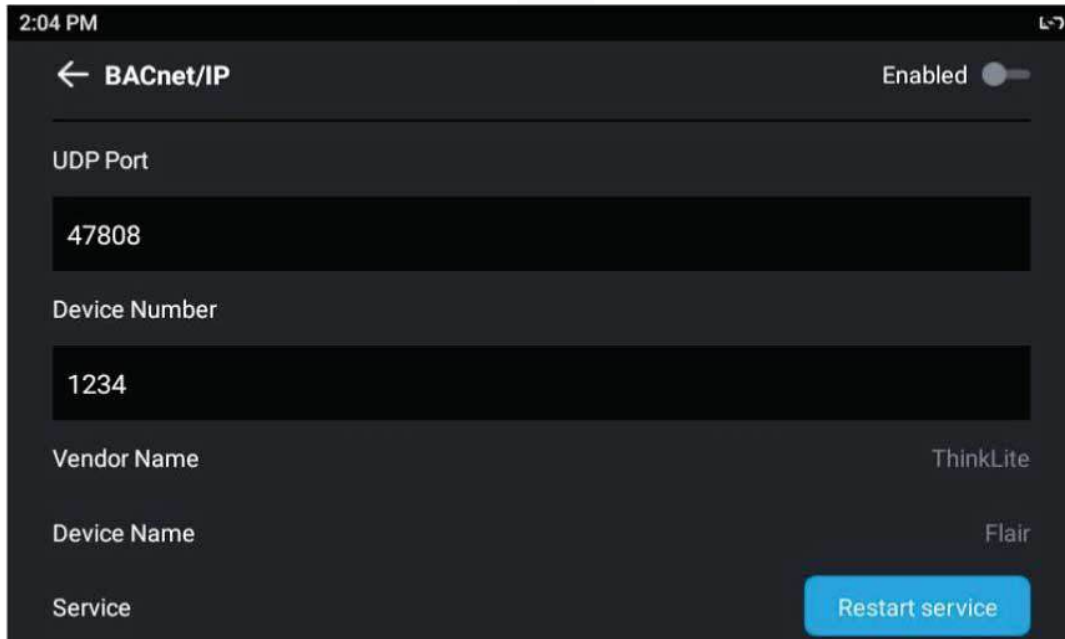 2:04 PM
BACnet/IP Enabled
UDP Port
47808
Device Number
1234
Vendor Name ThinkLite
Device Name Flair
Service Restart service